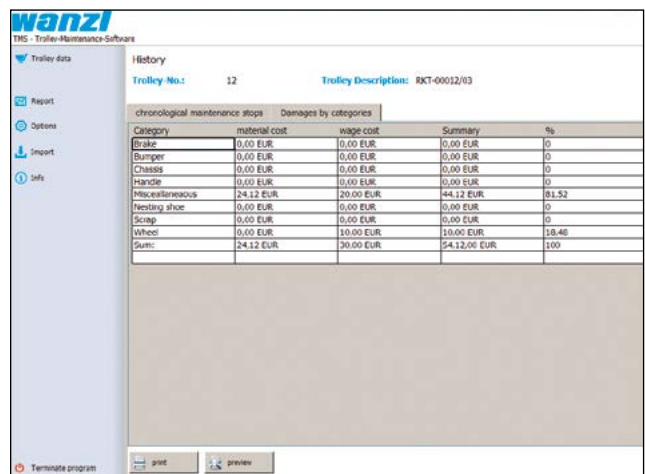 wanzl
TMS - Trolley-Maintenance-Software
Trolley data
Report
Options
Import
Info
Terminate program
History
Trolley-No.: 12 Trolley Description: RKT-00012/03
chronological maintenance stops Damages by categories
Category material cost wage cost Summary %
Brake 0,00 EUR 0,00 EUR 0,00 EUR 0
Bumper 0,00 EUR 0,00 EUR 0,00 EUR 0
Chassis 0,00 EUR 0,00 EUR 0,00 EUR 0
Handle 0,00 EUR 0,00 EUR 0,00 EUR 0
Miscealleneaous 24,12 EUR 20,00 EUR 44,12 EUR 81,52
Nesting shoe 0,00 EUR 0,00 EUR 0,00 EUR 0
Scrap 0,00 EUR 0,00 EUR 0,00 EUR 0
Wheel 0,00 EUR 10,00 EUR 10,00 EUR 18,48
Sum: 24,12 EUR 30,00 EUR 54,12,00 EUR 100
print preview